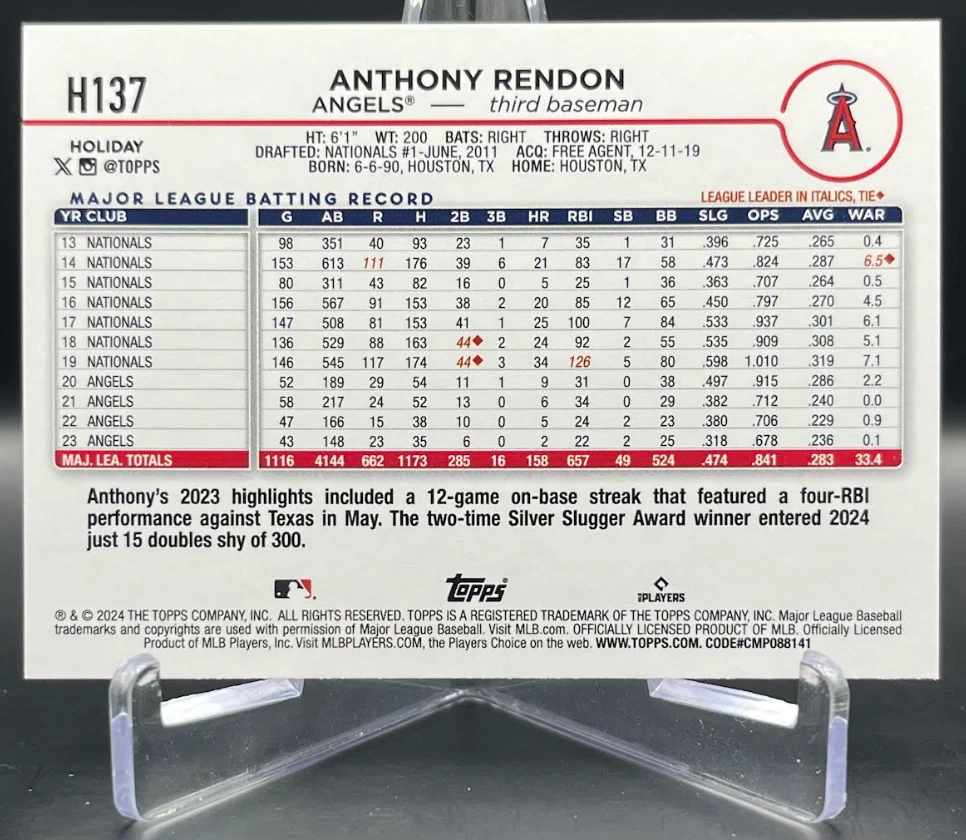 H137
ANTHONY RENDON
ANGELS® — third baseman
A
HOLIDAY
X @TOPPS
HT: 6'1" WT: 200 BATS: RIGHT THROWS: RIGHT
DRAFTED: NATIONALS #1-JUNE, 2011 ACQ: FREE AGENT, 12-11-19
BORN: 6-6-90, HOUSTON, TX HOME: HOUSTON, TX
MAJOR LEAGUE BATTING RECORD LEAGUE LEADER IN ITALICS, TIE◆
YR CLUB G AB R H 2B 3B HR RBI SB BB SLG OPS AVG WAR
13 NATIONALS 98 351 40 93 23 1 7 35 1 31 .396 .725 .265 0.4
14 NATIONALS 153 613 111 176 39 6 21 83 17 58 .473 .824 .287 6.5◆
15 NATIONALS 80 311 43 82 16 0 5 25 1 36 .363 .707 .264 0.5
16 NATIONALS 156 567 91 153 38 2 20 85 12 65 .450 .797 .270 4.5
17 NATIONALS 147 508 81 153 41 1 25 100 7 84 .533 .937 .301 6.1
18 NATIONALS 136 529 88 163 44◆ 2 24 92 2 55 .535 .909 .308 5.1
19 NATIONALS 146 545 117 174 44◆ 3 34 126 5 80 .598 1.010 .319 7.1
20 ANGELS 52 189 29 54 11 1 9 31 0 38 .497 .915 .286 2.2
21 ANGELS 58 217 24 52 13 0 6 34 0 29 .382 .712 .240 0.0
22 ANGELS 47 166 15 38 10 0 5 24 2 23 .380 .706 .229 0.9
23 ANGELS 43 148 23 35 6 0 2 22 2 25 .318 .678 .236 0.1
MAJ. LEA. TOTALS 1116 4144 662 1173 285 16 158 657 49 524 .474 .841 .283 33.4
Anthony's 2023 highlights included a 12-game on-base streak that featured a four-RBI
performance against Texas in May. The two-time Silver Slugger Award winner entered 2024
just 15 doubles shy of 300.
Topps® PLAYERS
® & © 2024 THE TOPPS COMPANY, INC. ALL RIGHTS RESERVED. TOPPS IS A REGISTERED TRADEMARK OF THE TOPPS COMPANY, INC. Major League Baseball
trademarks and copyrights are used with permission of Major League Baseball. Visit MLB.com. OFFICIALLY LICENSED PRODUCT OF MLB. Officially Licensed
Product of MLB Players, Inc. Visit MLBPLAYERS.COM, the Players Choice on the web. WWW.TOPPS.COM. CODE#CMP088141